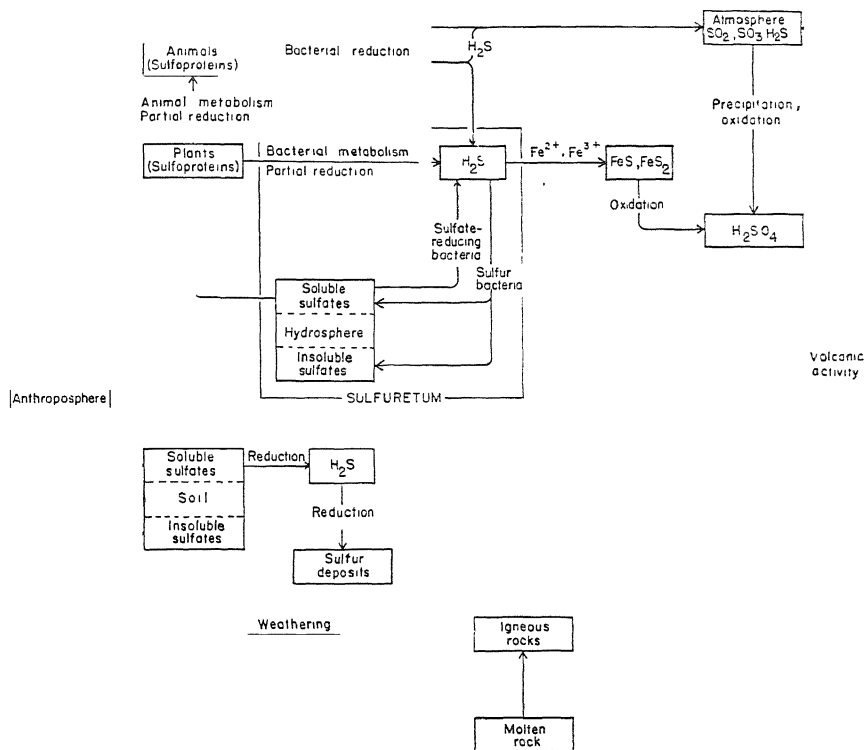 Atmosphere
SO2, SO3 H2S
H2S
Animals
(Sulfoproteins)
Bacterial reduction
Animal metabolism
Partial reduction
Precipitation,
oxidation
Plants
(Sulfoproteins)
Bacterial metabolism
Partial reduction
H2S
Fe2+, Fe3+
FeS, FeS2
Oxidation
H2SO4
Sulfate-
reducing
bacteria
Sulfur
bacteria
Soluble
sulfates
Hydrosphere
Insoluble
sulfates
Volcanic
activity
Anthroposphere
SULFURETUM
Soluble
sulfates
Reduction
H2S
Soil
Insoluble
sulfates
Reduction
Sulfur
deposits
Weathering
Igneous
rocks
Molten
rock